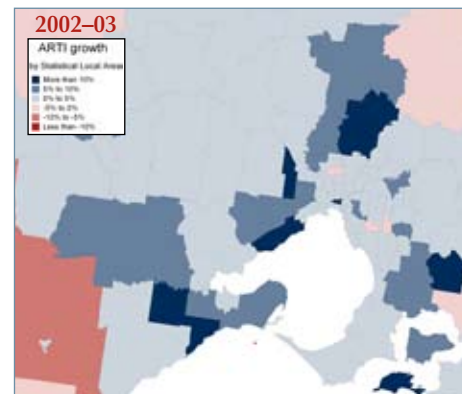 2002–03
ARTI growth
by Statistical Local Areas
More than 10%
5% to 10%
0% to 5%
-5% to 0%
-10% to -5%
Less than -10%